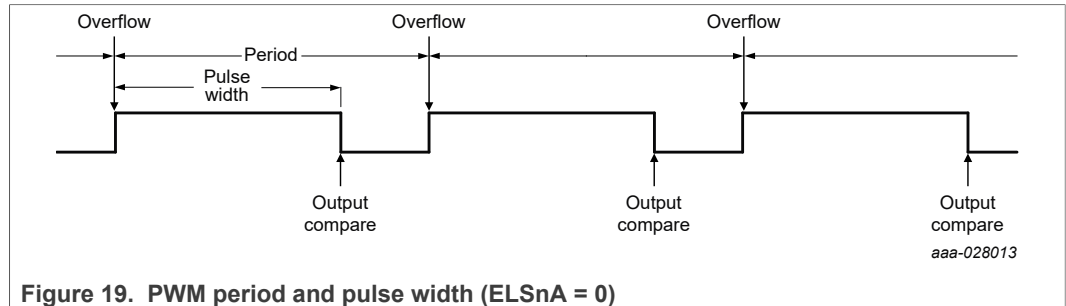 Overflow Overflow Overflow
Period
Pulse
width
Output Output Output
compare compare compare
aaa-028013
Figure 19. PWM period and pulse width (ELSnA = 0)